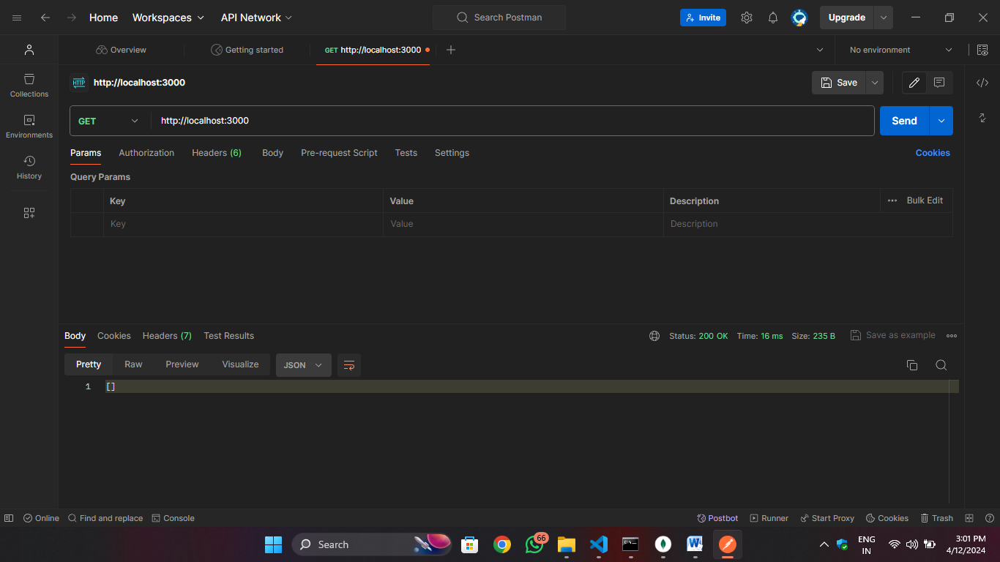 Home Workspaces API Network Search Postman Invite Upgrade
Overview Getting started GET http://localhost:3000 No environment
HTTP http://localhost:3000 Save
Collections
Environments
History
GET http://localhost:3000 Send
Params Authorization Headers (6) Body Pre-request Script Tests Settings Cookies
Query Params
Key Value Description Bulk Edit
Key Value Description
Body Cookies Headers (7) Test Results Status: 200 OK Time: 16 ms Size: 235 B Save as example
Pretty Raw Preview Visualize JSON
1 []
Online Find and replace Console Postbot Runner Start Proxy Cookies Trash
Search 66 ENG 3:01 PM
IN 4/12/2024